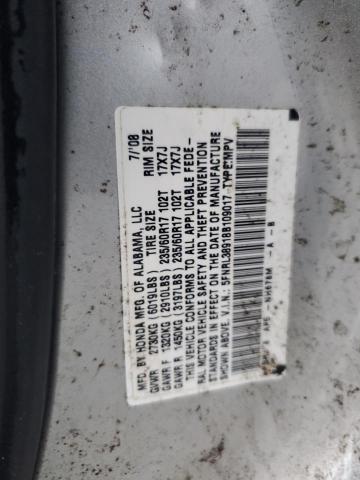 MFD. BY HONDA MFG. OF ALABAMA, LLC 7/'08
GVWR 2730KG (6019LBS) TIRE SIZE RIM SIZE
GAWR F 1320KG (2910LBS) 235/60R17 102T 17X7J
GAWR R 1450KG (3197LBS) 235/60R17 102T 17X7J
THIS VEHICLE CONFORMS TO ALL APPLICABLE FEDE-
RAL MOTOR VEHICLE SAFETY AND THEFT PREVENTION
STANDARDS IN EFFECT ON THE DATE OF MANUFACTURE
SHOWN ABOVE. V.I.N.: 5FNRL38918B109017 TYPE:MPV
NH678M - A - B